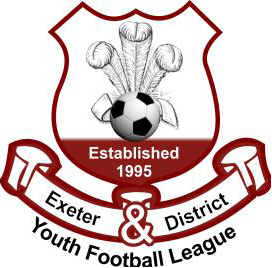 Established
1995
Exeter & District
Youth Football League